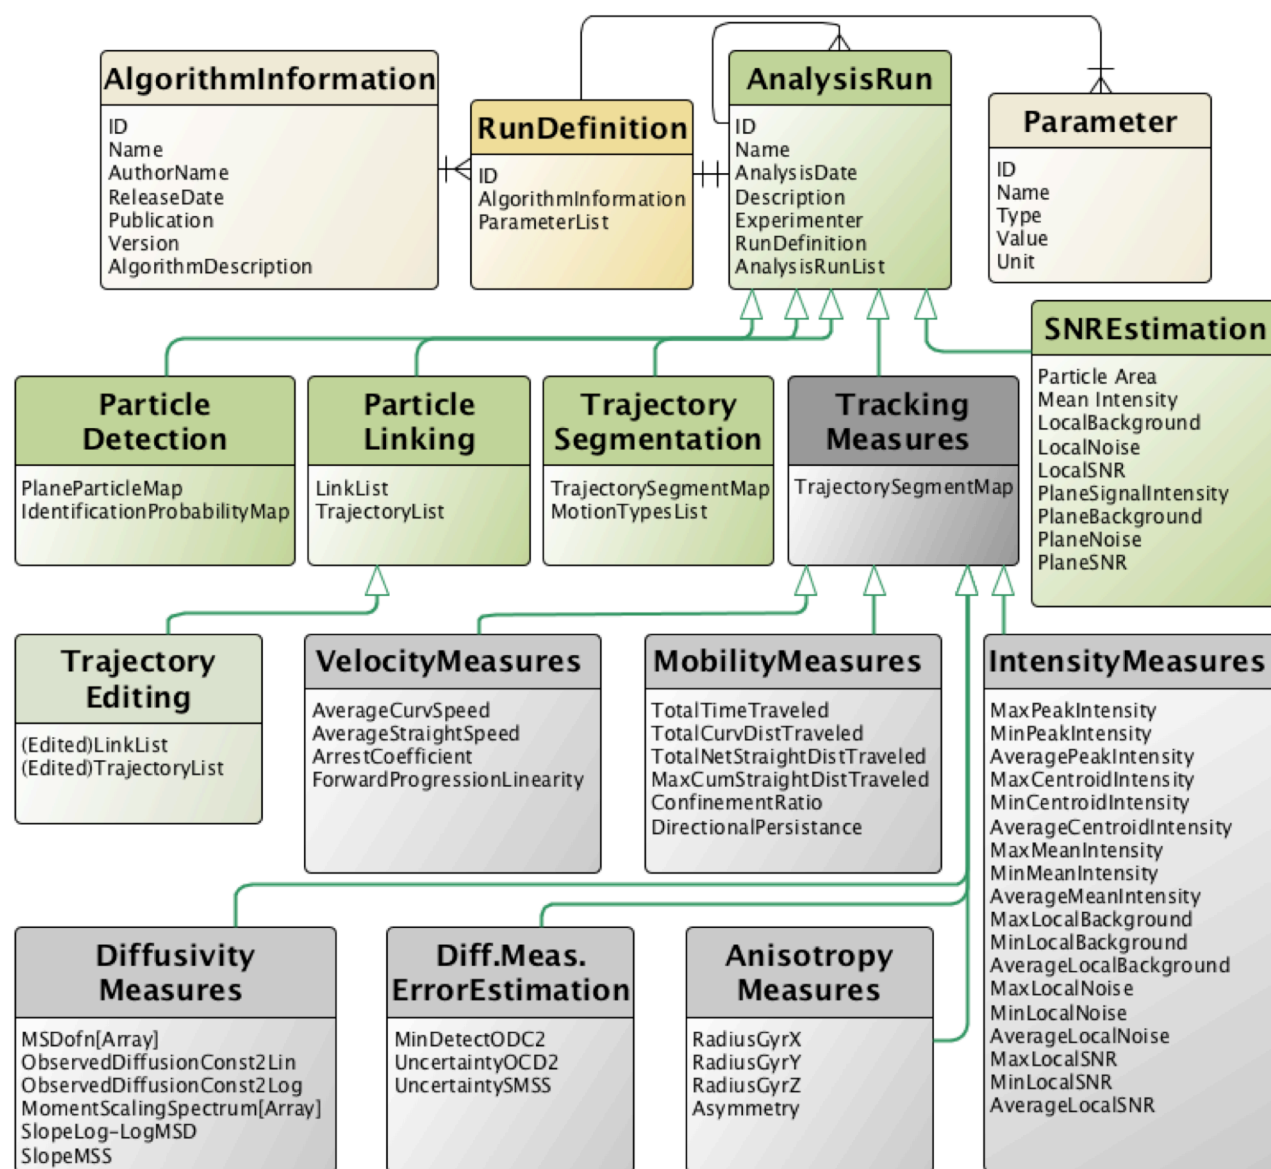 AlgorithmInformation
ID
Name
AuthorName
ReleaseDate
Publication
Version
AlgorithmDescription
RunDefinition
ID
AlgorithmInformation
ParameterList
AnalysisRun
ID
Name
AnalysisDate
Description
Experimenter
RunDefinition
AnalysisRunList
Parameter
ID
Name
Type
Value
Unit
SNREstimation
Particle Area
Mean Intensity
LocalBackground
LocalNoise
LocalSNR
PlaneSignalIntensity
PlaneBackground
PlaneNoise
PlaneSNR
Particle
Detection
PlaneParticleMap
IdentificationProbabilityMap
Particle
Linking
LinkList
TrajectoryList
Trajectory
Segmentation
TrajectorySegmentMap
MotionTypesList
Tracking
Measures
TrajectorySegmentMap
Trajectory
Editing
(Edited)LinkList
(Edited)TrajectoryList
VelocityMeasures
AverageCurvSpeed
AverageStraightSpeed
ArrestCoefficient
ForwardProgressionLinearity
MobilityMeasures
TotalTimeTraveled
TotalCurvDistTraveled
TotalNetStraightDistTraveled
MaxCumStraightDistTraveled
ConfinementRatio
DirectionalPersistance
IntensityMeasures
MaxPeakIntensity
MinPeakIntensity
AveragePeakIntensity
MaxCentroidIntensity
MinCentroidIntensity
AverageCentroidIntensity
MaxMeanIntensity
MinMeanIntensity
AverageMeanIntensity
MaxLocalBackground
MinLocalBackground
AverageLocalBackground
MaxLocalNoise
MinLocalNoise
AverageLocalNoise
MaxLocalSNR
MinLocalSNR
AverageLocalSNR
Diffusivity
Measures
MSDofn[Array]
ObservedDiffusionConst2Lin
ObservedDiffusionConst2Log
MomentScalingSpectrum[Array]
SlopeLog-LogMSD
SlopeMSS
Diff.Meas.
ErrorEstimation
MinDetectODC2
UncertaintyOCD2
UncertaintySMSS
Anisotropy
Measures
RadiusGyrX
RadiusGyrY
RadiusGyrZ
Asymmetry